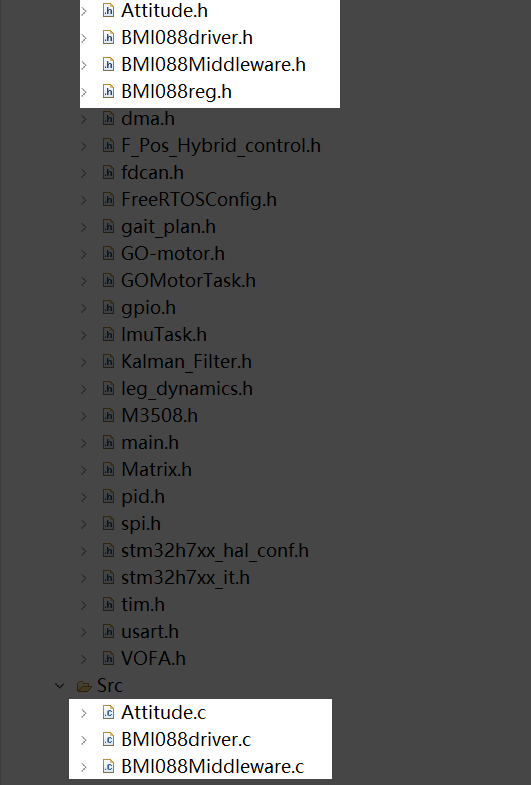 Attitude.h
BMI088driver.h
BMI088Middleware.h
BMI088reg.h
dma.h
F_Pos_Hybrid_control.h
fdcan.h
FreeRTOSConfig.h
gait_plan.h
GO-motor.h
GOMotorTask.h
gpio.h
ImuTask.h
Kalman_Filter.h
leg_dynamics.h
M3508.h
main.h
Matrix.h
pid.h
spi.h
stm32h7xx_hal_conf.h
stm32h7xx_it.h
tim.h
usart.h
VOFA.h
Src
Attitude.c
BMI088driver.c
BMI088Middleware.c